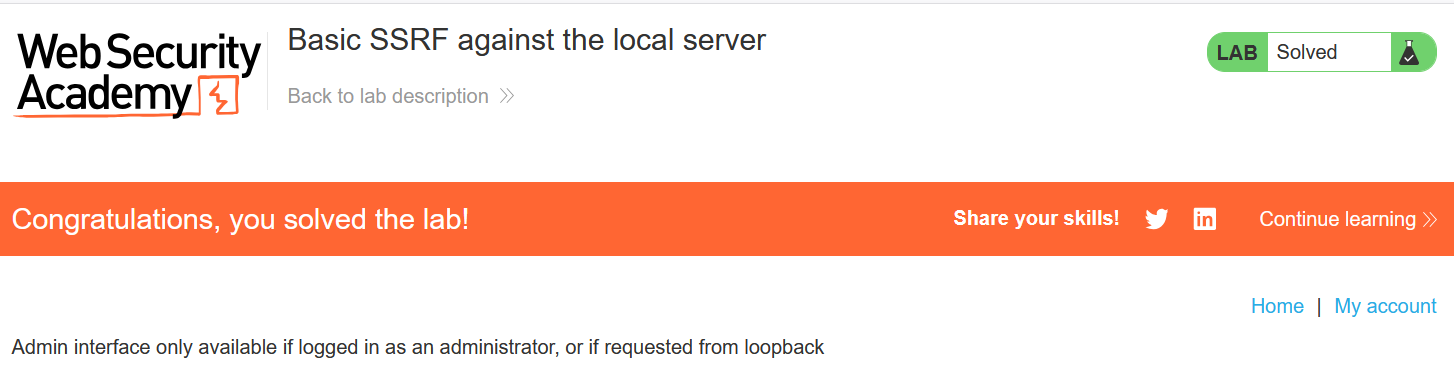 Web Security
Academy
Basic SSRF against the local server
Back to lab description
LAB Solved
Congratulations, you solved the lab!
Share your skills!
Continue learning
Home | My account
Admin interface only available if logged in as an administrator, or if requested from loopback